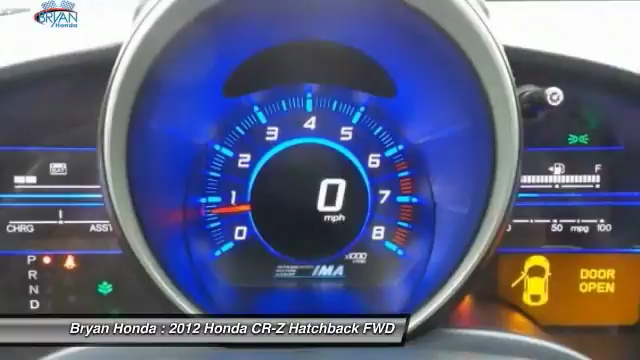 BRYAN
Honda
4
3 5
2 6
1 0 7
mph
0 8
x1000
IMA
CHRG ASST
P
R
N
D
F
50 mpg 100
DOOR
OPEN
Bryan Honda : 2012 Honda CR-Z Hatchback FWD